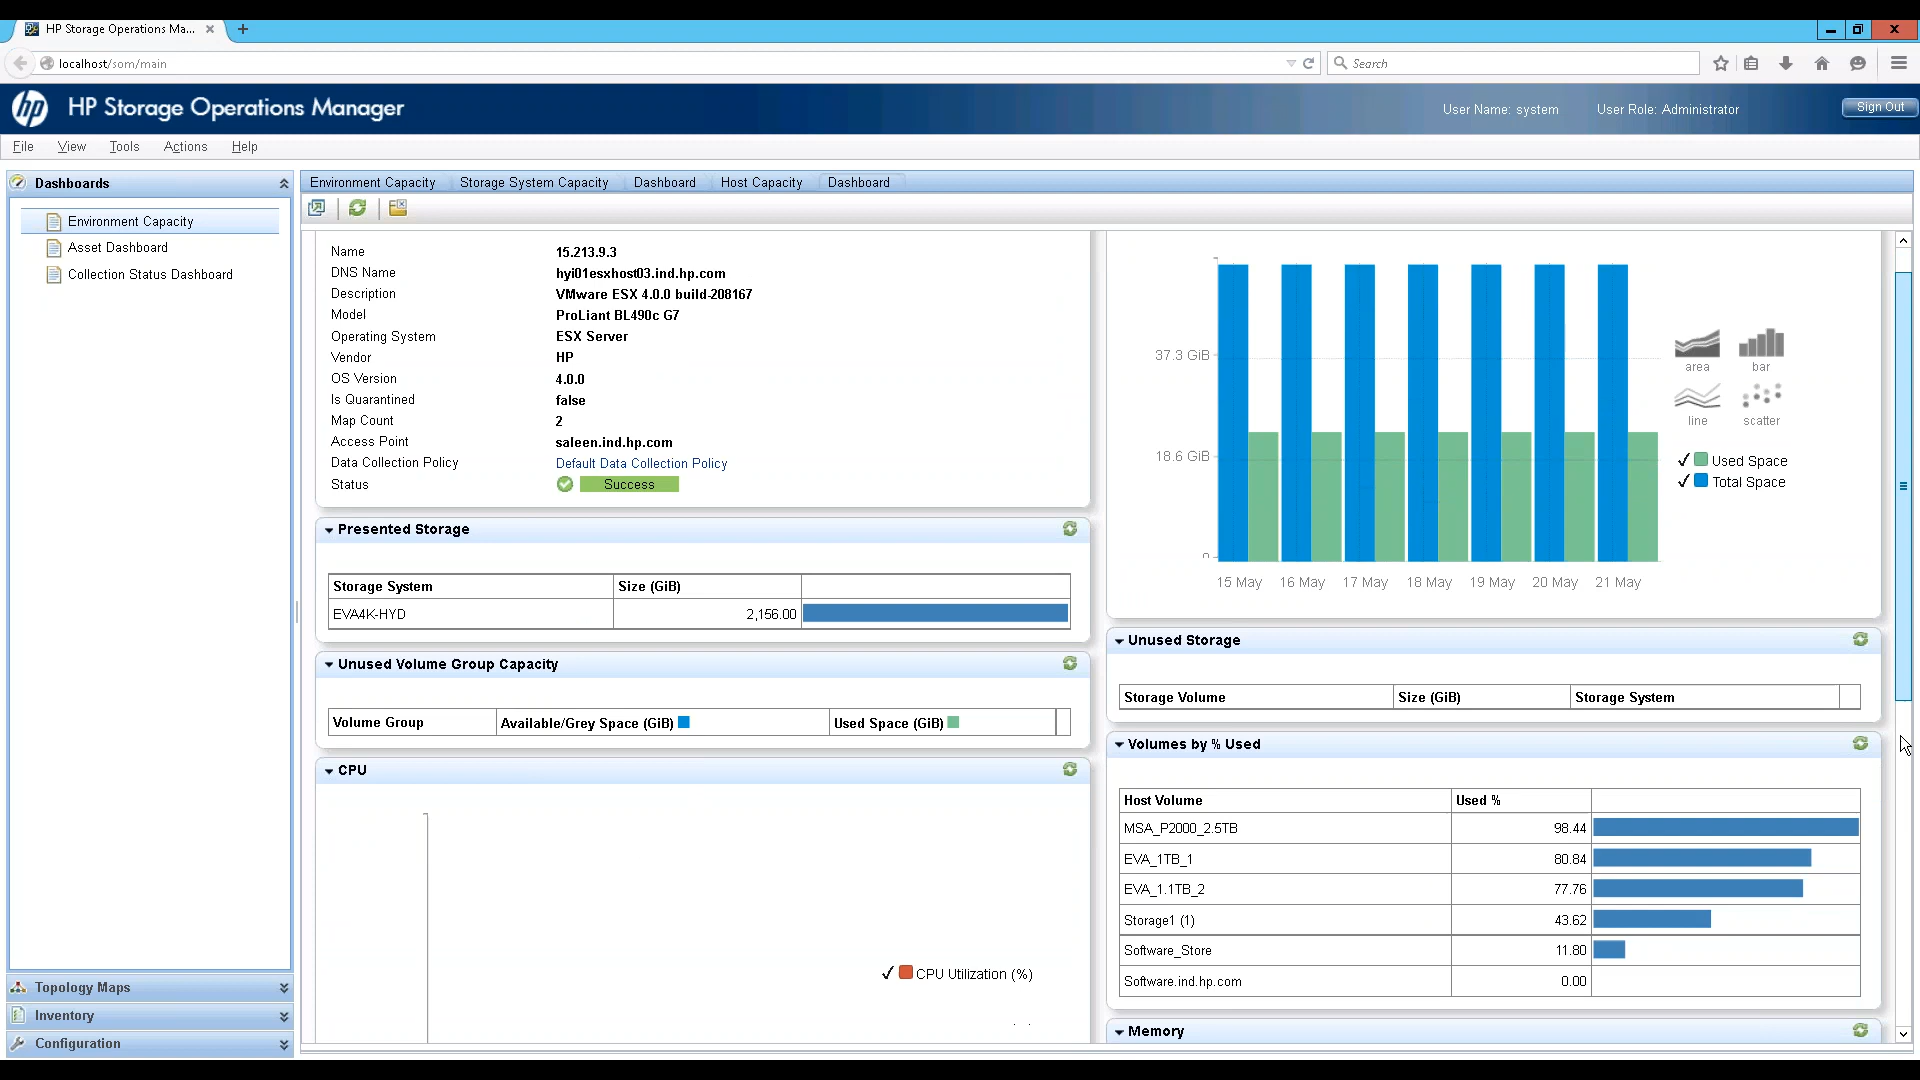 HP Storage Operations Ma...
localhost/som/main
Search
hp HP Storage Operations Manager
User Name: system
User Role: Administrator
Sign Out
File View Tools Actions Help
Dashboards
Environment Capacity
Asset Dashboard
Collection Status Dashboard
Topology Maps
Inventory
Configuration
Environment Capacity Storage System Capacity Dashboard Host Capacity Dashboard
Name 15.213.9.3
DNS Name hyi01esxhost03.ind.hp.com
Description VMware ESX 4.0.0 build-208167
Model ProLiant BL490c G7
Operating System ESX Server
Vendor HP
OS Version 4.0.0
Is Quarantined false
Map Count 2
Access Point saleen.ind.hp.com
Data Collection Policy Default Data Collection Policy
Status Success
Presented Storage
Storage System Size (GiB)
EVA4K-HYD 2,156.00
Unused Volume Group Capacity
Volume Group Available/Grey Space (GiB) Used Space (GiB)
CPU
CPU Utilization (%)
37.3 GiB
18.6 GiB
0
15 May 16 May 17 May 18 May 19 May 20 May 21 May
area bar
line scatter
Used Space
Total Space
Unused Storage
Storage Volume Size (GiB) Storage System
Volumes by % Used
Host Volume Used %
MSA_P2000_2.5TB 98.44
EVA_1TB_1 80.84
EVA_1.1TB_2 77.76
Storage1 (1) 43.62
Software_Store 11.80
Software.ind.hp.com 0.00
Memory